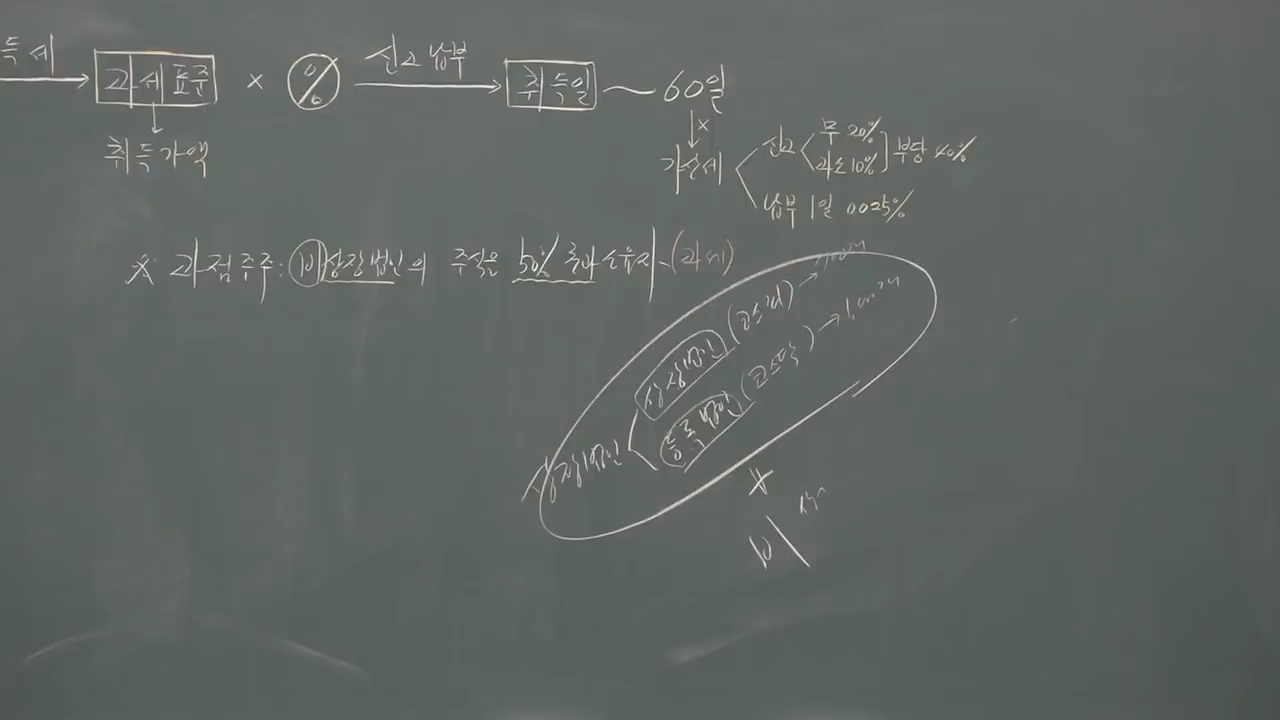 득세 → 과세표준 × % 신고납부 → 취득일 ~ 60일
↓ 취득가액
↓ × 가산세 < 신고 < 무 20% 과소 10% ] 부당 40%
납부 1일 0.025%
※ 과점주주: 비상장법인의 주식을 50% 초과 소유자 (과세)
상장법인 < 상장법인 (코스피) →
등록법인 (코스닥) →
비